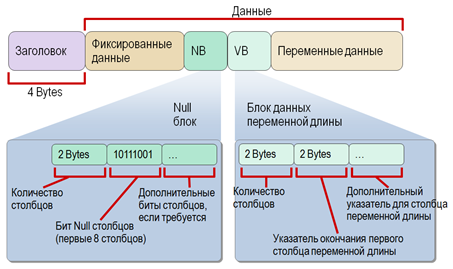 Данные
Заголовок
Фиксированные
данные
NB
VB
Переменные данные
4 Bytes
Null
блок
Блок данных
переменной длины
2 Bytes
10111001
...
2 Bytes
2 Bytes
...
Количество
столбцов
Бит Null столбцов
(первые 8 столбцов)
Дополнительные
биты столбцов,
если требуется
Количество
столбцов
Указатель окончания первого
столбца переменной длины
Дополнительный
указатель для столбца
переменной длины